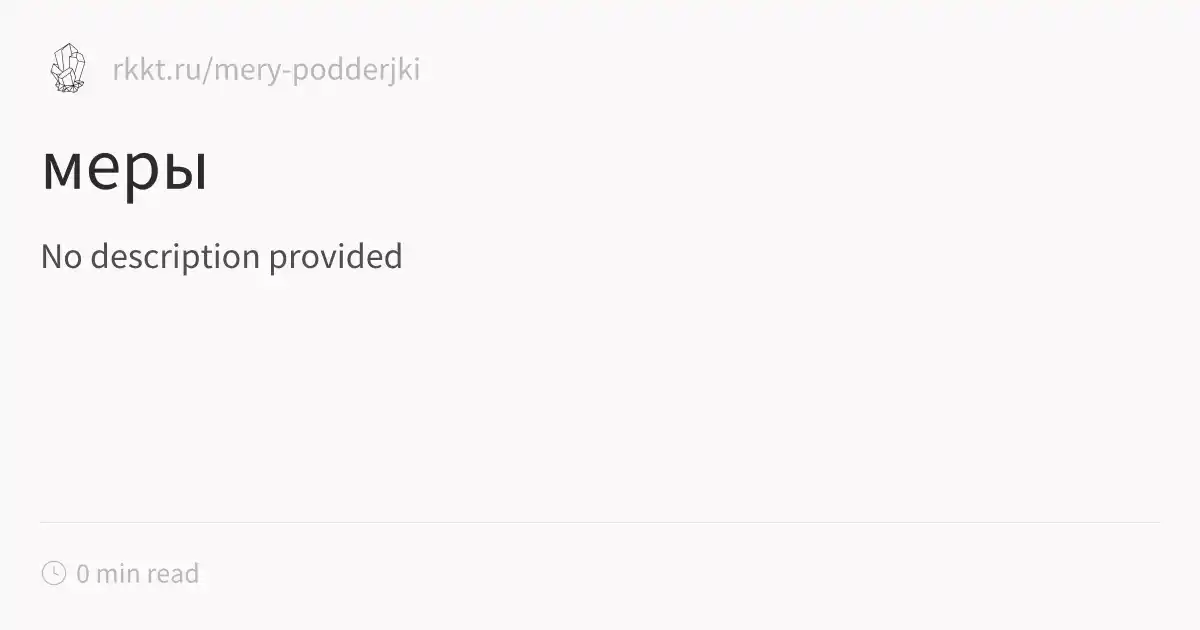 rkkt.ru/mery-podderjki
меры
No description provided
0 min read